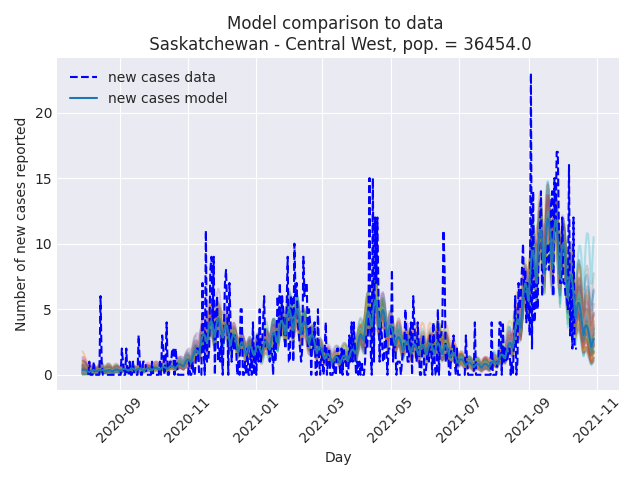 Model comparison to data
Saskatchewan - Central West, pop. = 36454.0
new cases data
new cases model
Number of new cases reported
20
15
10
5
0
2020-09
2020-11
2021-01
2021-03
2021-05
2021-07
2021-09
2021-11
Day